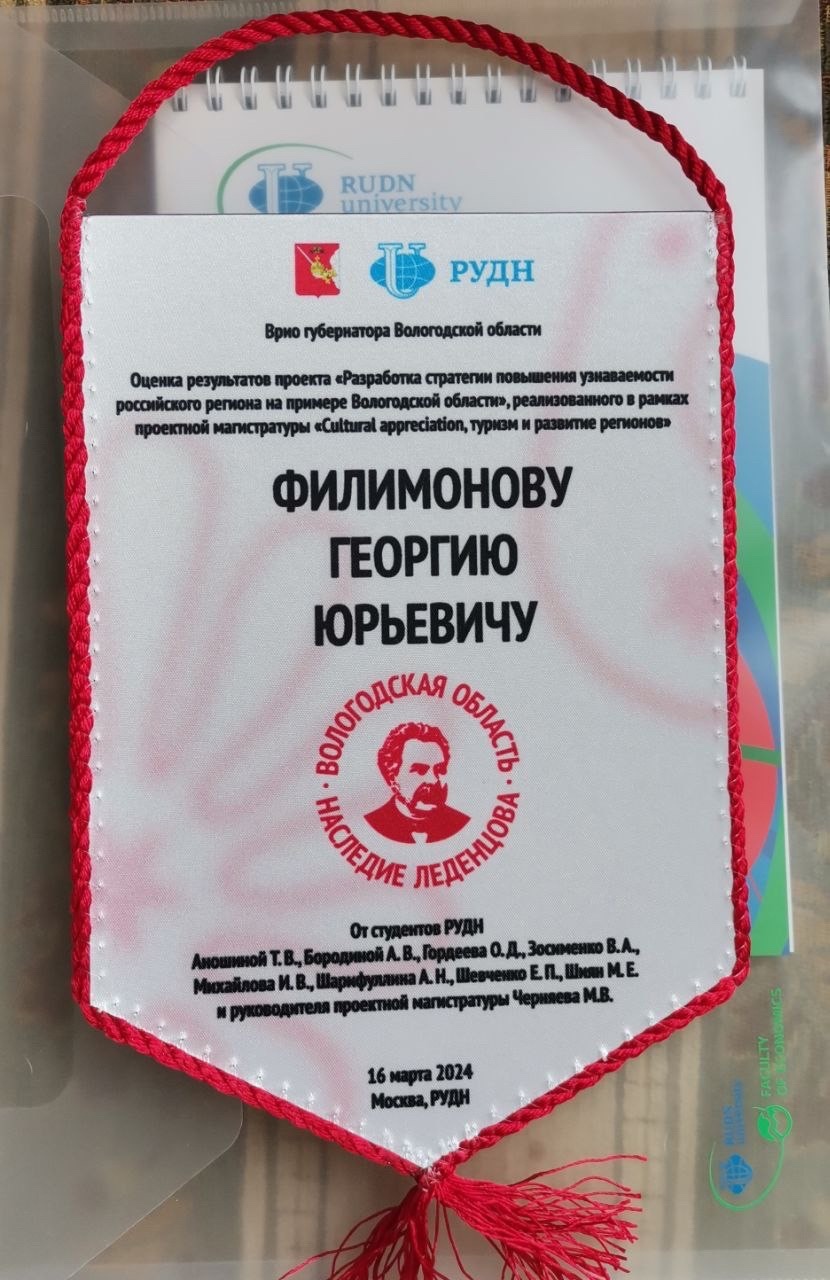 RUDN
university
РУДН
Врио губернатора Вологодской области
Оценка результатов проекта «Разработка стратегии повышения узнаваемости
российского региона на примере Вологодской области», реализованного в рамках
проектной магистратуры «Cultural appreciation, туризм и развитие регионов»
ФИЛИМОНОВУ
ГЕОРГИЮ
ЮРЬЕВИЧУ
· ВОЛОГОДСКАЯ ОБЛАСТЬ ·
НАСЛЕДИЕ ЛЕДЕНЦОВА
От студентов РУДН
Аношиной Т. В., Бородиной А. В., Гордеева О. Д., Зосименко В. А.,
Михайлова И. В., Шарифуллина А. Н., Шевченко Е. П., Шиян М. Е.
и руководителя проектной магистратуры Черняева М.В.
16 марта 2024
Москва, РУДН
RUDN
university
FACULTY
OF ECONOMICS